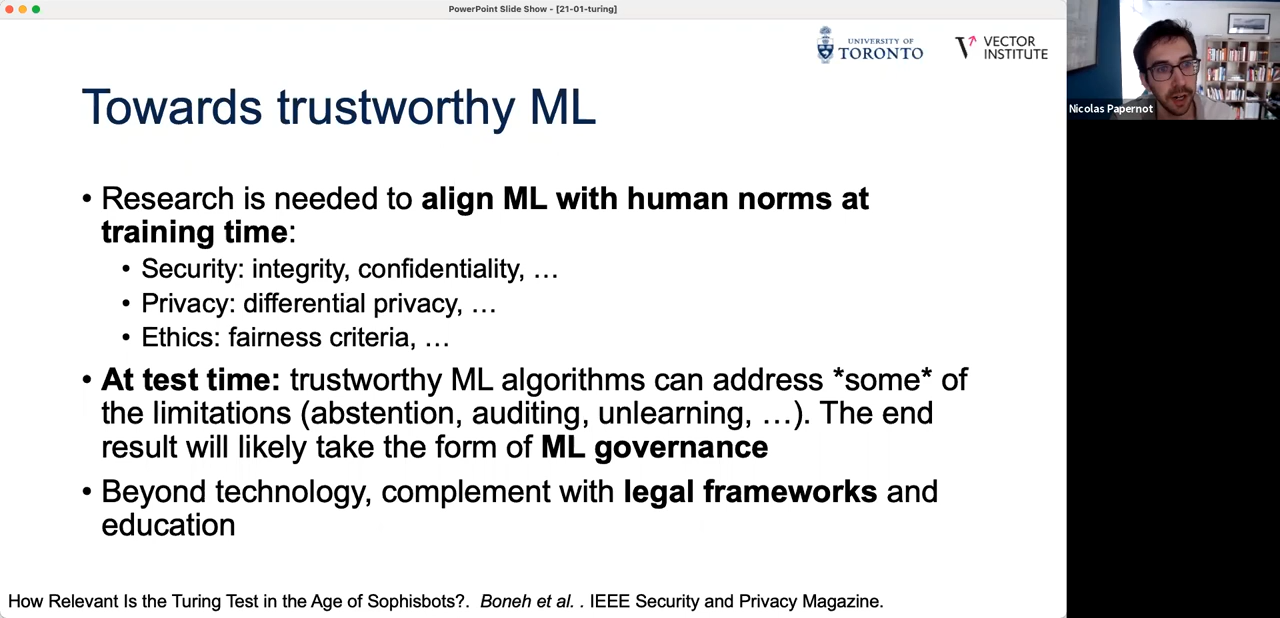 PowerPoint Slide Show - [21-01-turing]
UNIVERSITY OF
TORONTO
VECTOR
INSTITUTE
Nicolas Papernot
Towards trustworthy ML
• Research is needed to align ML with human norms at
training time:
• Security: integrity, confidentiality, …
• Privacy: differential privacy, …
• Ethics: fairness criteria, …
• At test time: trustworthy ML algorithms can address *some* of
the limitations (abstention, auditing, unlearning, …). The end
result will likely take the form of ML governance
• Beyond technology, complement with legal frameworks and
education
How Relevant Is the Turing Test in the Age of Sophisbots?. Boneh et al. . IEEE Security and Privacy Magazine.